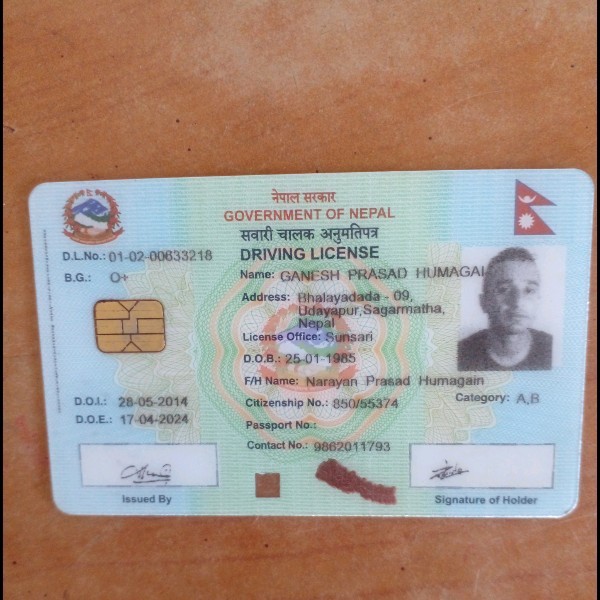 नेपाल सरकार
GOVERNMENT OF NEPAL
सवारी चालक अनुमतिपत्र
DRIVING LICENSE
D.L.No.: 01-02-00633218
B.G.: O+
Name: GANESH PRASAD HUMAGAI
Address: Bhalayadada - 09,
Udayapur,Sagarmatha,
Nepal
License Office: Sunsari
D.O.B.: 25-01-1985
F/H Name: Narayan Prasad Humagain
D.O.I.: 28-05-2014
Citizenship No.: 850/55374
Category: A,B
D.O.E.: 17-04-2024
Passport No.:
Contact No.: 9862011793
Issued By
Signature of Holder